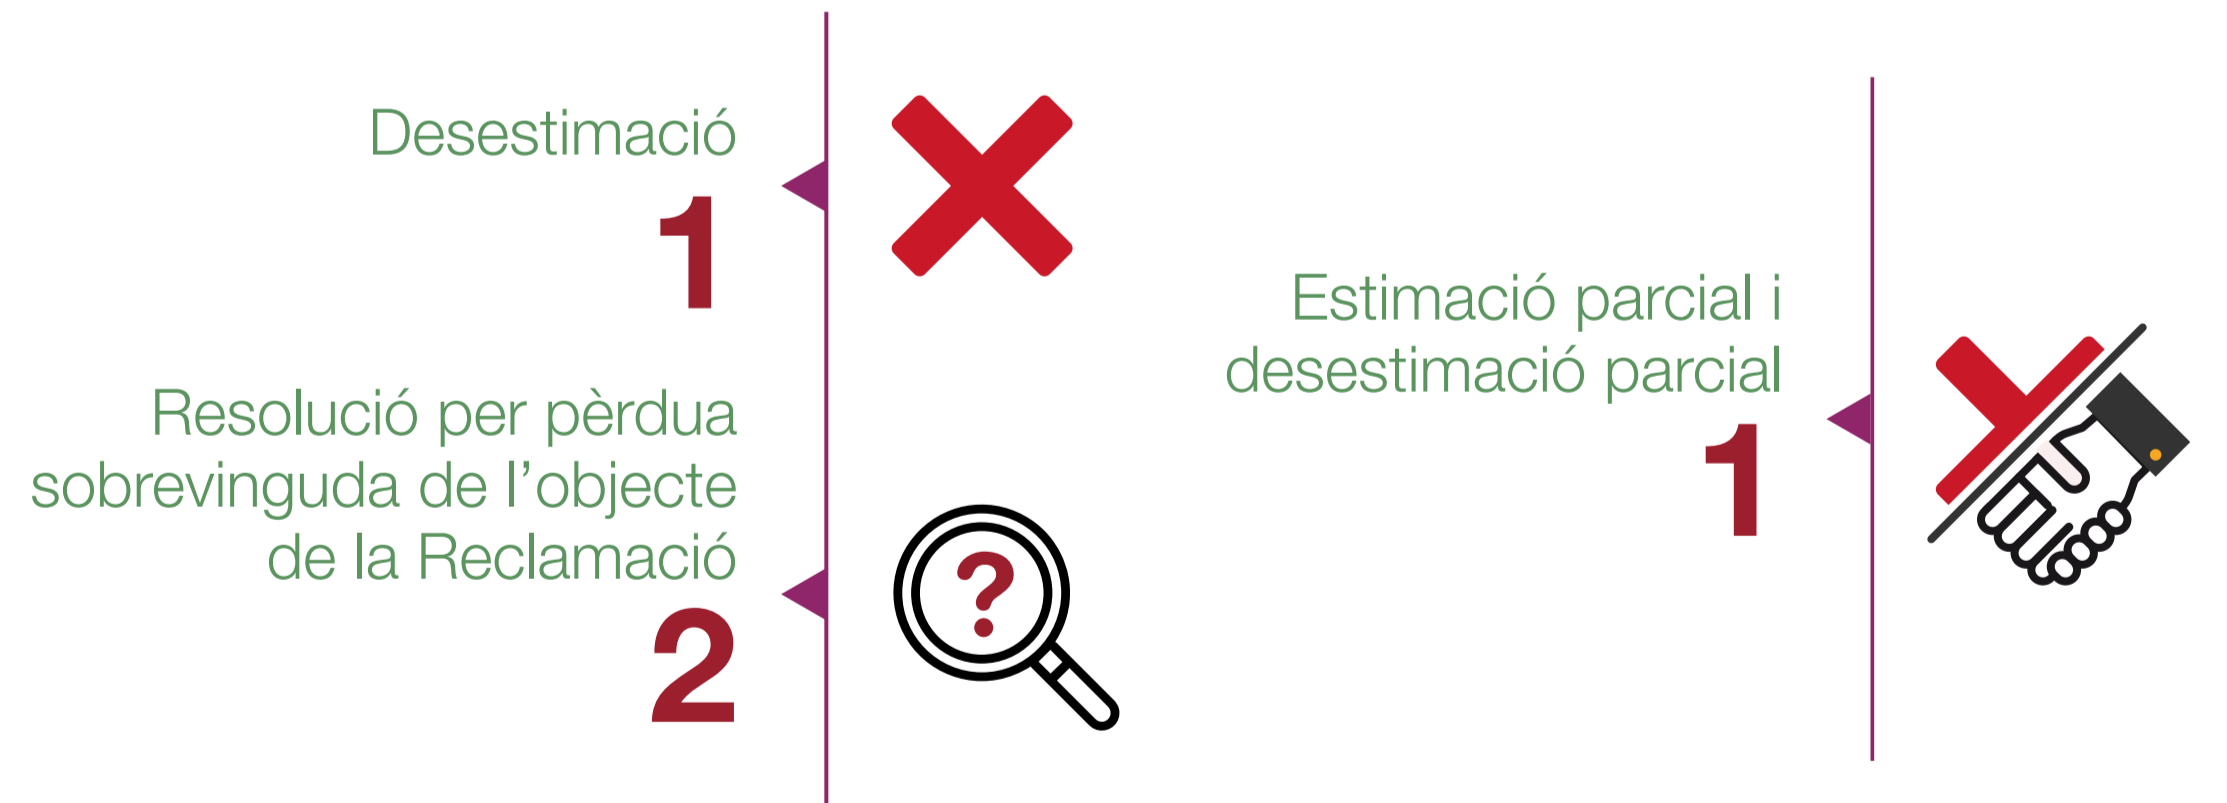 Desestimació
1
Resolució per pèrdua
sobrevinguda de l’objecte
de la Reclamació
2
?
Estimació parcial i
desestimació parcial
1